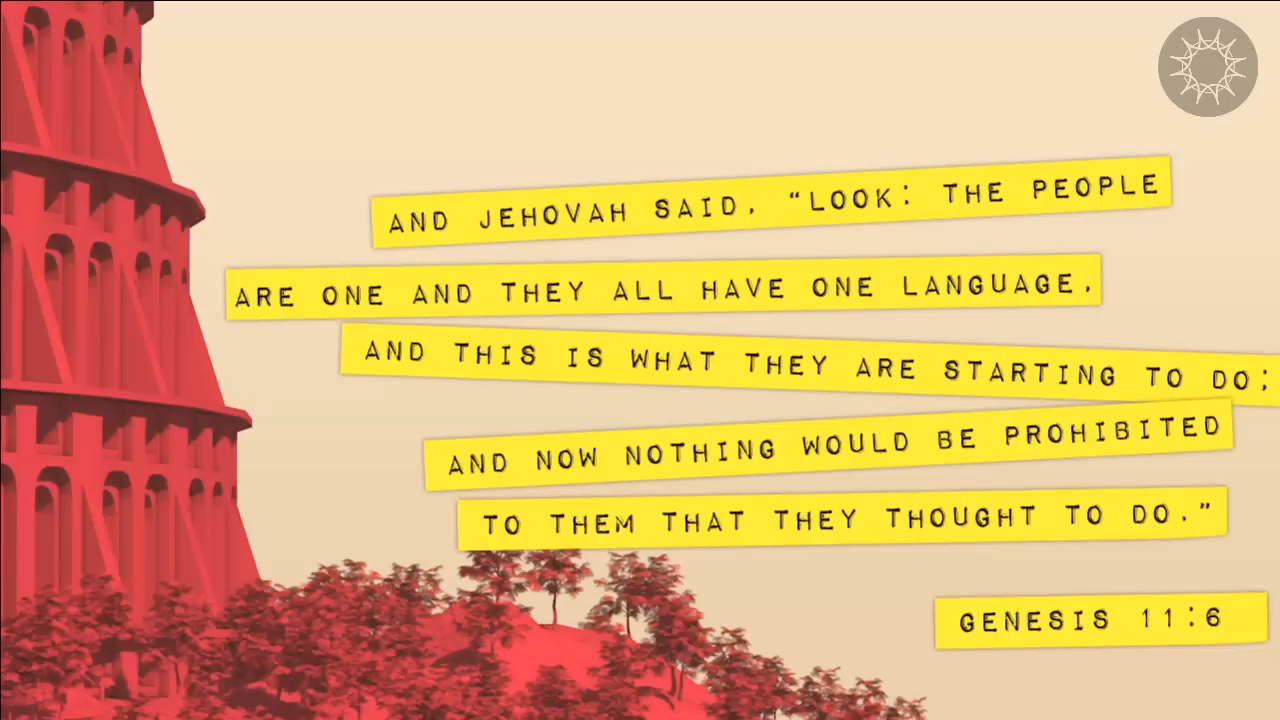 AND JEHOVAH SAID, “LOOK: THE PEOPLE
ARE ONE AND THEY ALL HAVE ONE LANGUAGE,
AND THIS IS WHAT THEY ARE STARTING TO DO;
AND NOW NOTHING WOULD BE PROHIBITED
TO THEM THAT THEY THOUGHT TO DO.”
GENESIS 11:6